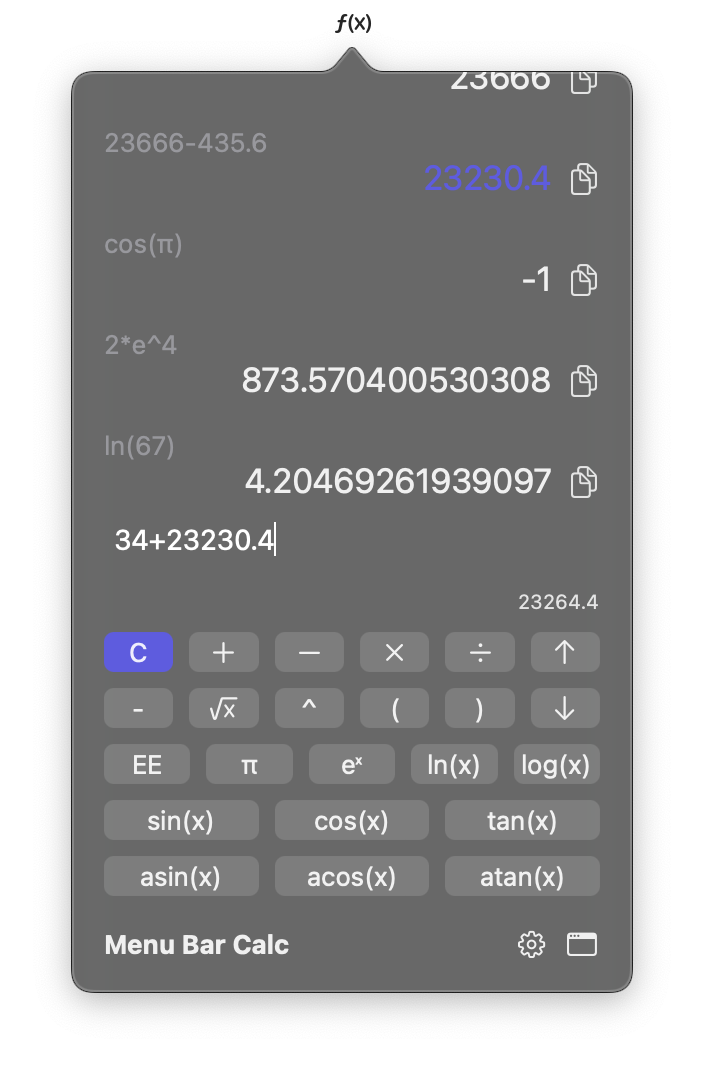 f(x)
23666
23666-435.6
23230.4
cos(π)
-1
2*e^4
873.570400530308
ln(67)
4.20469261939097
34+23230.4
23264.4
C + − × ÷ ↑
- √x ^ ( ) ↓
EE π eˣ ln(x) log(x)
sin(x) cos(x) tan(x)
asin(x) acos(x) atan(x)
Menu Bar Calc